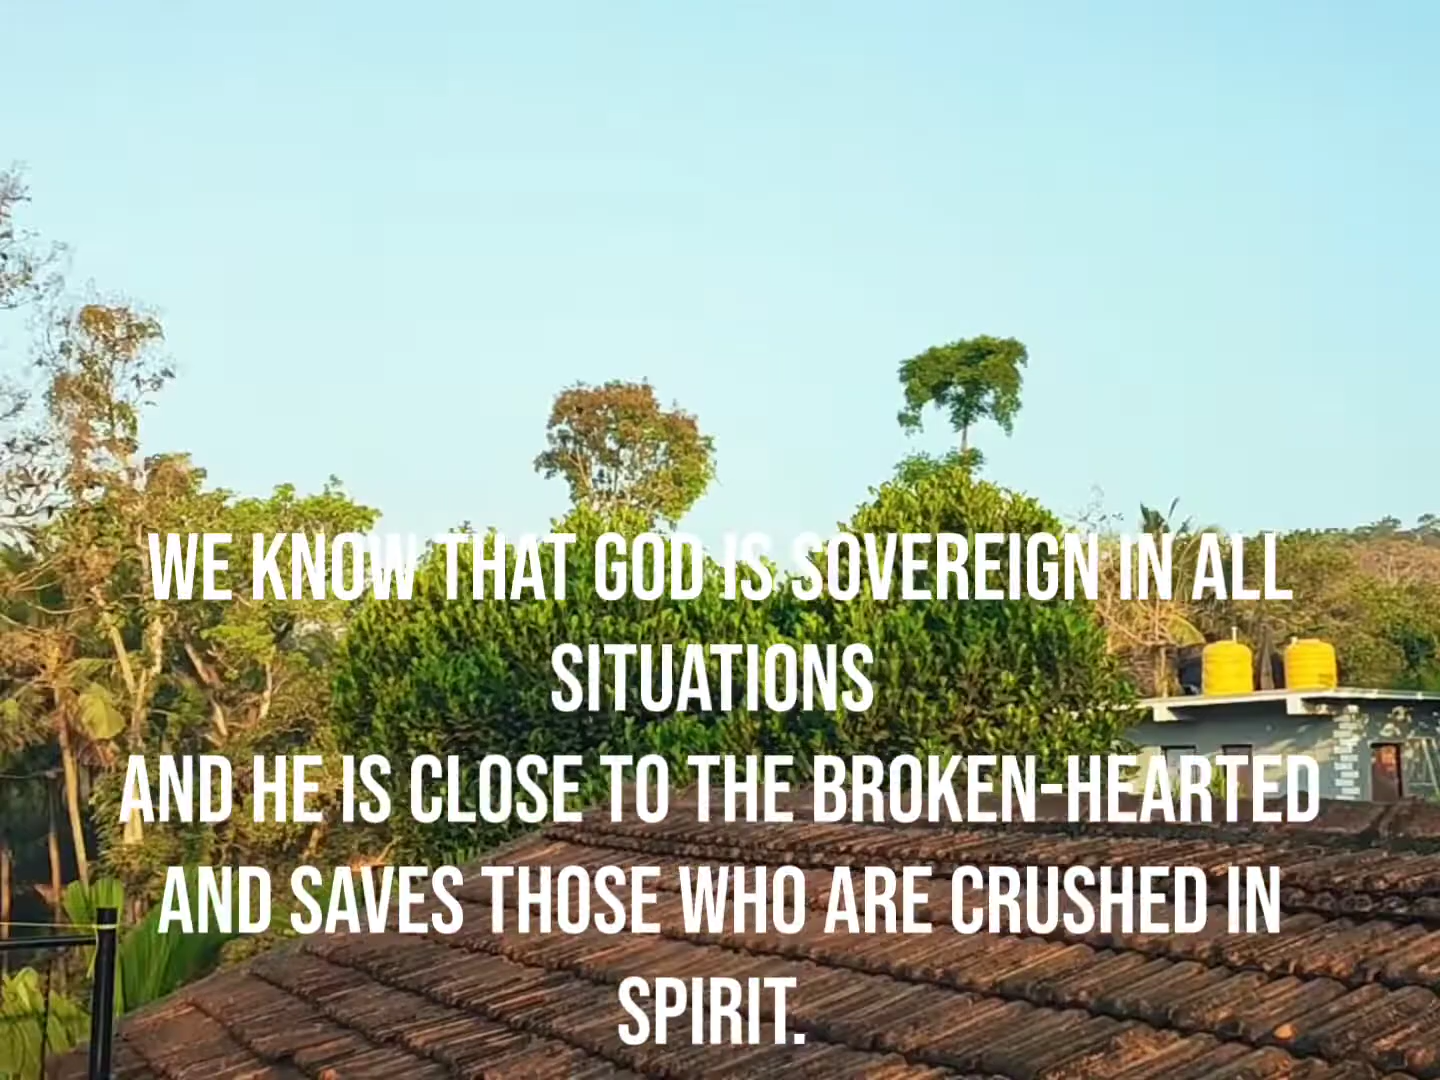 WE KNOW THAT GOD IS SOVEREIGN IN ALL
SITUATIONS
AND HE IS CLOSE TO THE BROKEN-HEARTED
AND SAVES THOSE WHO ARE CRUSHED IN
SPIRIT.